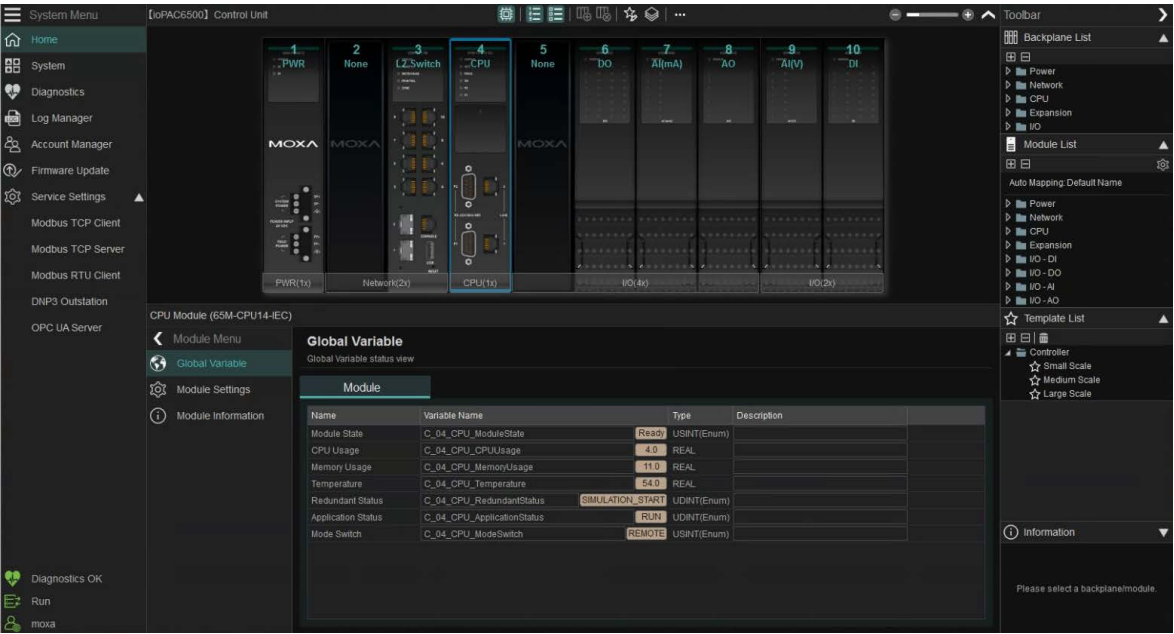 System Menu
Home
System
Diagnostics
Log Manager
Account Manager
Firmware Update
Service Settings
Modbus TCP Client
Modbus TCP Server
Modbus RTU Client
DNP3 Outstation
OPC UA Server
Diagnostics OK
Run
moxa
【ioPAC6500】Control Unit
1 2 3 4 5 6 7 8 9 10
PWR None L2 Switch CPU None DO AI(mA) AO AI(V) DI
MOXA MOXA MOXA
PWR(1x) Network(2x) CPU(1x) I/O(4x) I/O(2x)
CPU Module (65M-CPU14-IEC)
Module Menu
Global Variable
Module Settings
Module Information
Global Variable
Global Variable status view
Module
Name Variable Name Type Description
Module State C_04_CPU_ModuleState Ready USINT(Enum)
CPU Usage C_04_CPU_CPUUsage 4.0 REAL
Memory Usage C_04_CPU_MemoryUsage 11.0 REAL
Temperature C_04_CPU_Temperature 54.0 REAL
Redundant Status C_04_CPU_RedundantStatus SIMULATION_START UDINT(Enum)
Application Status C_04_CPU_ApplicationStatus RUN UDINT(Enum)
Mode Switch C_04_CPU_ModeSwitch REMOTE USINT(Enum)
Toolbar
Backplane List
Power
Network
CPU
Expansion
I/O
Module List
Auto Mapping: Default Name
Power
Network
CPU
Expansion
I/O - DI
I/O - DO
I/O - AI
I/O - AO
Template List
Controller
Small Scale
Medium Scale
Large Scale
Information
Please select a backplane/module.